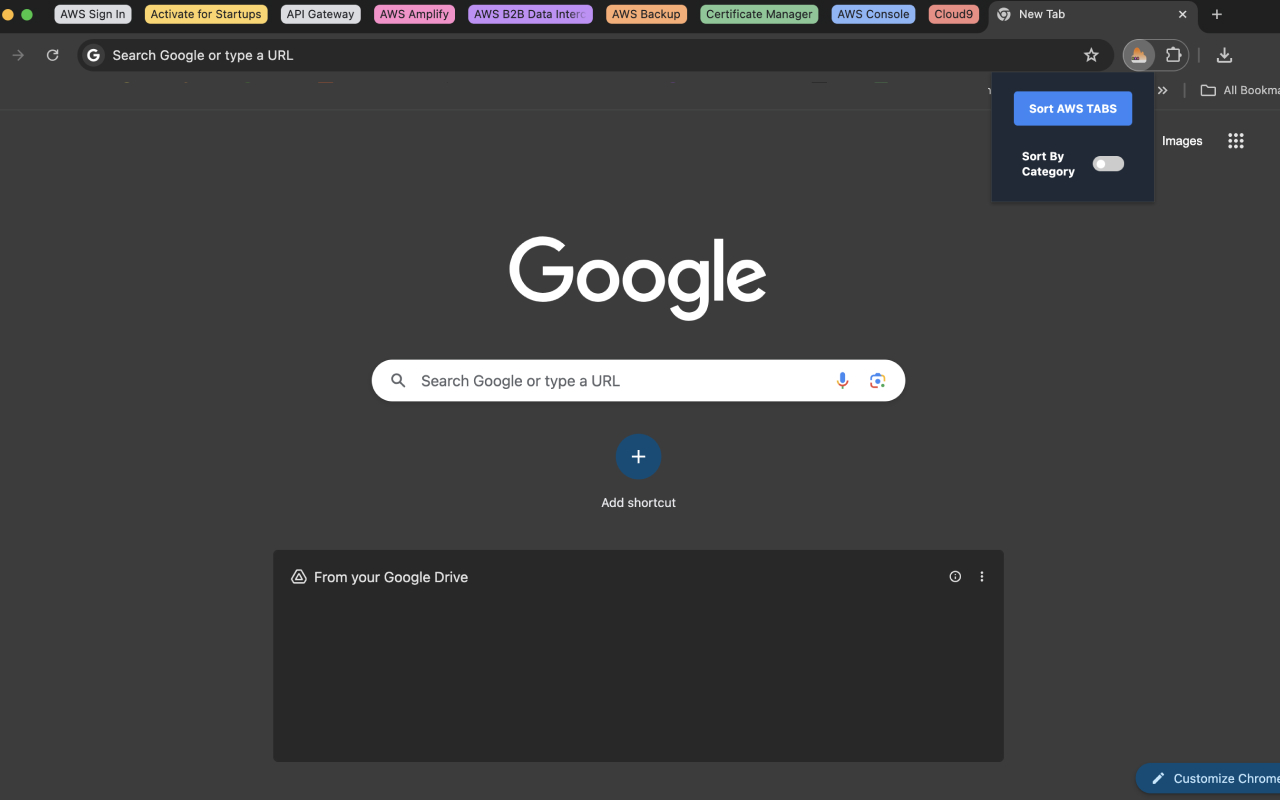 AWS Sign In
Activate for Startups
API Gateway
AWS Amplify
AWS B2B Data Interc
AWS Backup
Certificate Manager
AWS Console
Cloud9
New Tab
Search Google or type a URL
All Bookma
Sort AWS TABS
Sort By
Category
Images
Google
Search Google or type a URL
Add shortcut
From your Google Drive
Customize Chrome